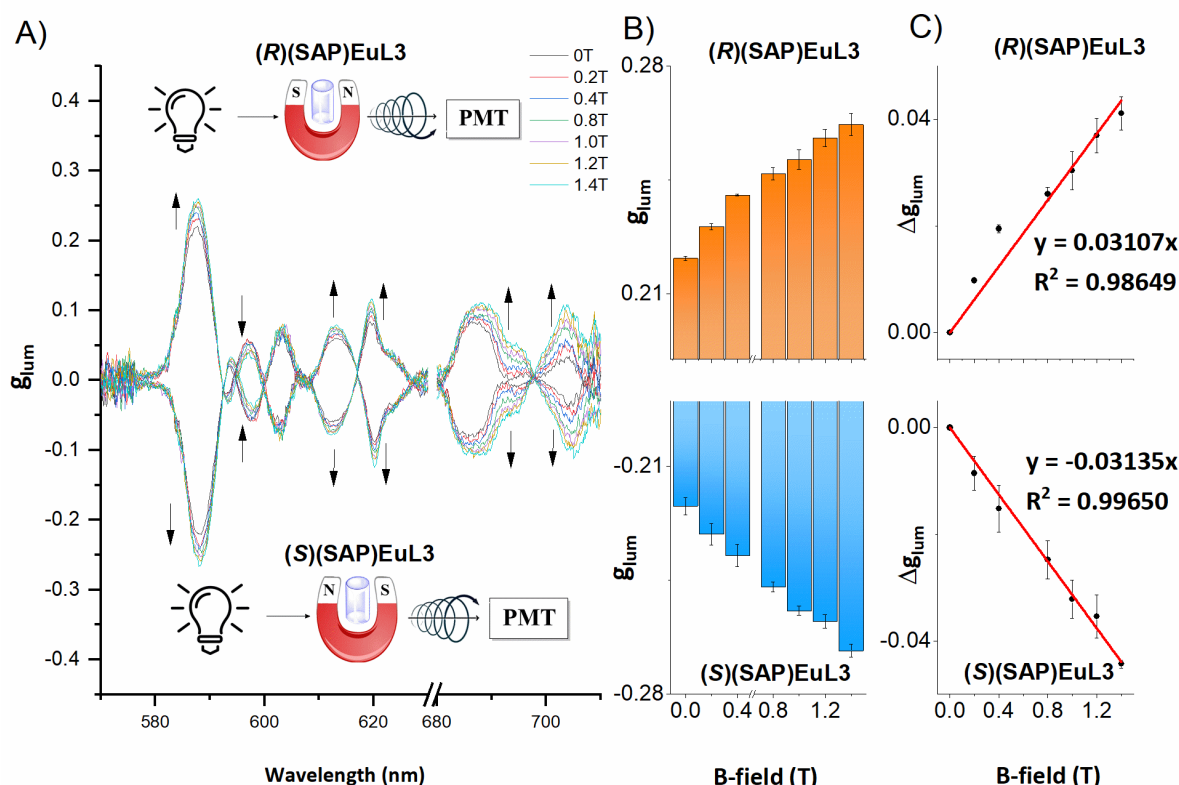 A)
(R)(SAP)EuL3
S N
PMT
0T
0.2T
0.4T
0.8T
1.0T
1.2T
1.4T
glum
0.4
0.3
0.2
0.1
0.0
-0.1
-0.2
-0.3
-0.4
(S)(SAP)EuL3
N S
PMT
580 600 620 680 700
Wavelength (nm)
B)
(R)(SAP)EuL3
0.28
0.21
glum
-0.21
-0.28
glum
(S)(SAP)EuL3
0.0 0.4 0.8 1.2
B-field (T)
C)
(R)(SAP)EuL3
0.04
0.00
Δglum
y = 0.03107x
R² = 0.98649
0.00
-0.04
Δglum
y = -0.03135x
R² = 0.99650
(S)(SAP)EuL3
0.0 0.4 0.8 1.2
B-field (T)